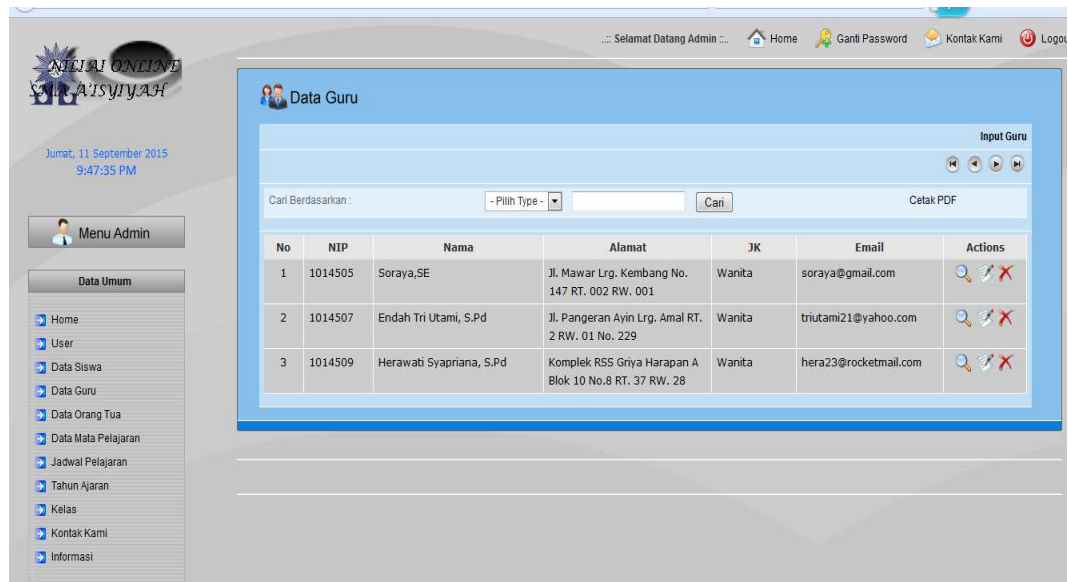 NILIAI ONLINE
SMA A'ISYIYAH
Jumat, 11 September 2015
9:47:35 PM
Menu Admin
Data Umum
Home
User
Data Siswa
Data Guru
Data Orang Tua
Data Mata Pelajaran
Jadwal Pelajaran
Tahun Ajaran
Kelas
Kontak Kami
Informasi
..:: Selamat Datang Admin ::.. Home Ganti Password Kontak Kami Logou
Data Guru
Input Guru
Cari Berdasarkan : - Pilih Type - Cari Cetak PDF
No NIP Nama Alamat JK Email Actions
1 1014505 Soraya,SE Jl. Mawar Lrg. Kembang No. Wanita soraya@gmail.com
147 RT. 002 RW. 001
2 1014507 Endah Tri Utami, S.Pd Jl. Pangeran Ayin Lrg. Amal RT. Wanita triutami21@yahoo.com
2 RW. 01 No. 229
3 1014509 Herawati Syapriana, S.Pd Komplek RSS Griya Harapan A Wanita hera23@rocketmail.com
Blok 10 No.8 RT. 37 RW. 28